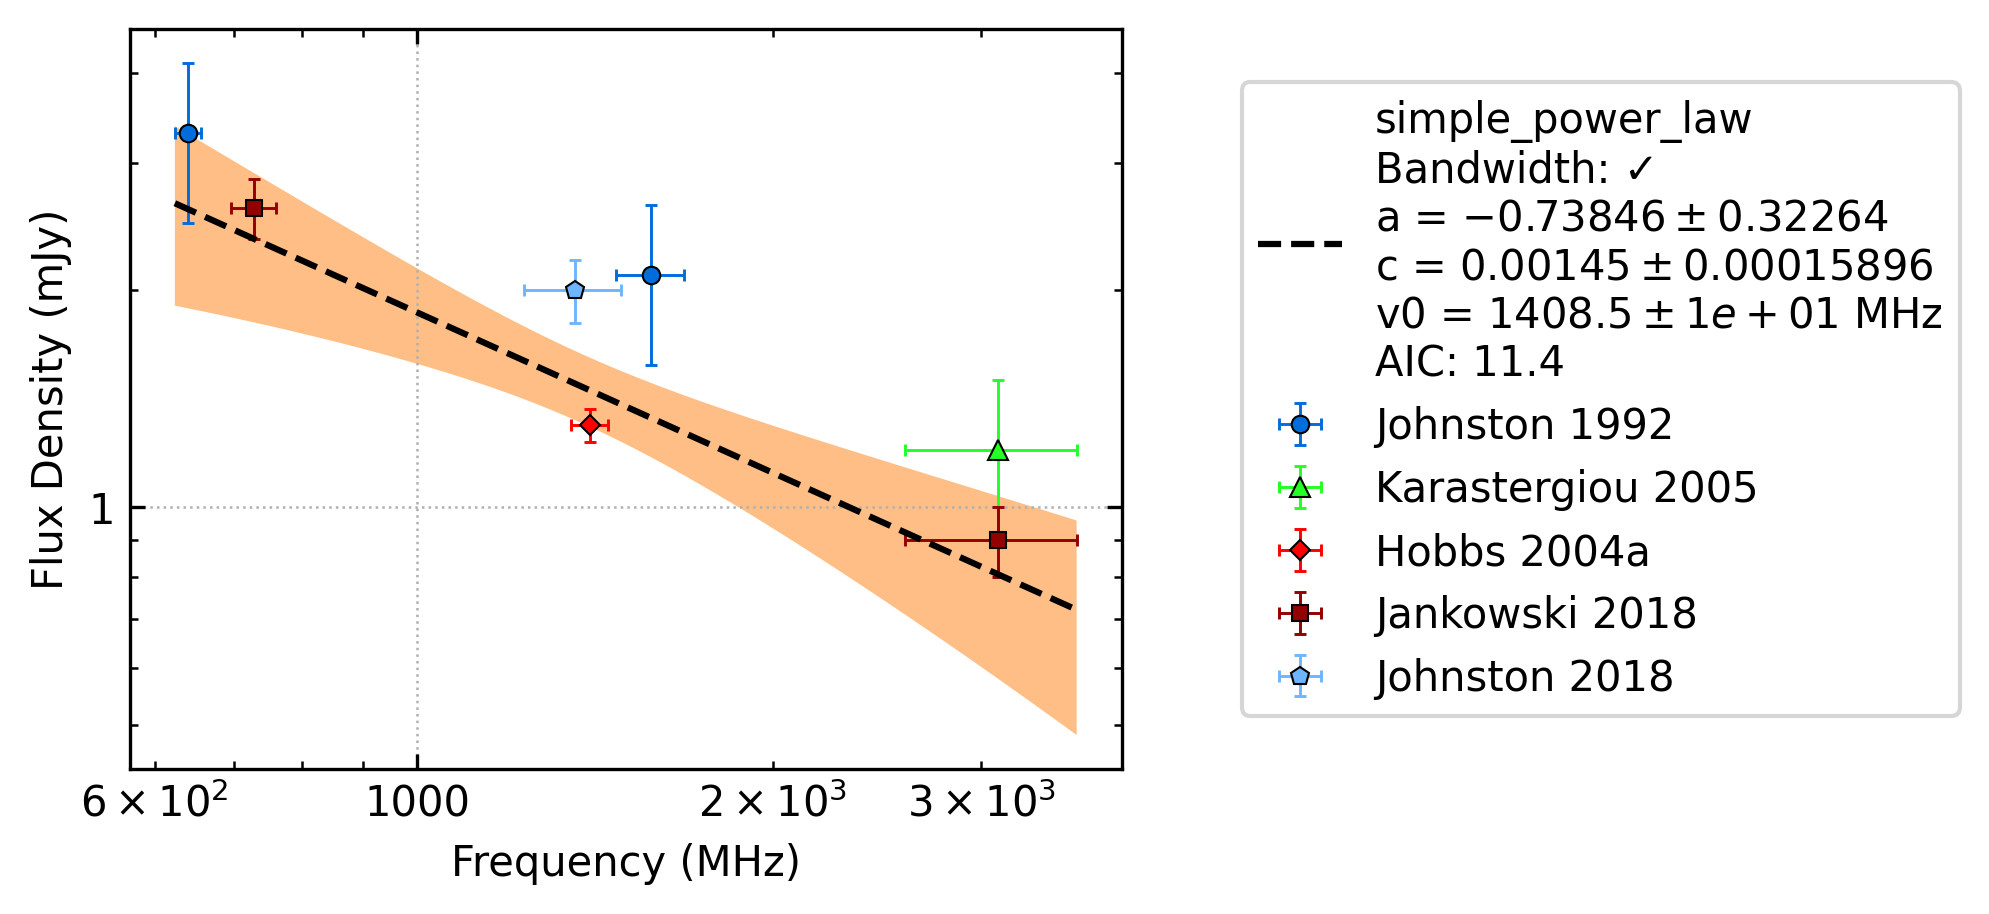 Flux Density (mJy)
1
6 × 10²
1000
2 × 10³
3 × 10³
Frequency (MHz)
simple_power_law
Bandwidth: ✓
a = −0.73846 ± 0.32264
c = 0.00145 ± 0.00015896
v0 = 1408.5 ± 1e + 01 MHz
AIC: 11.4
Johnston 1992
Karastergiou 2005
Hobbs 2004a
Jankowski 2018
Johnston 2018